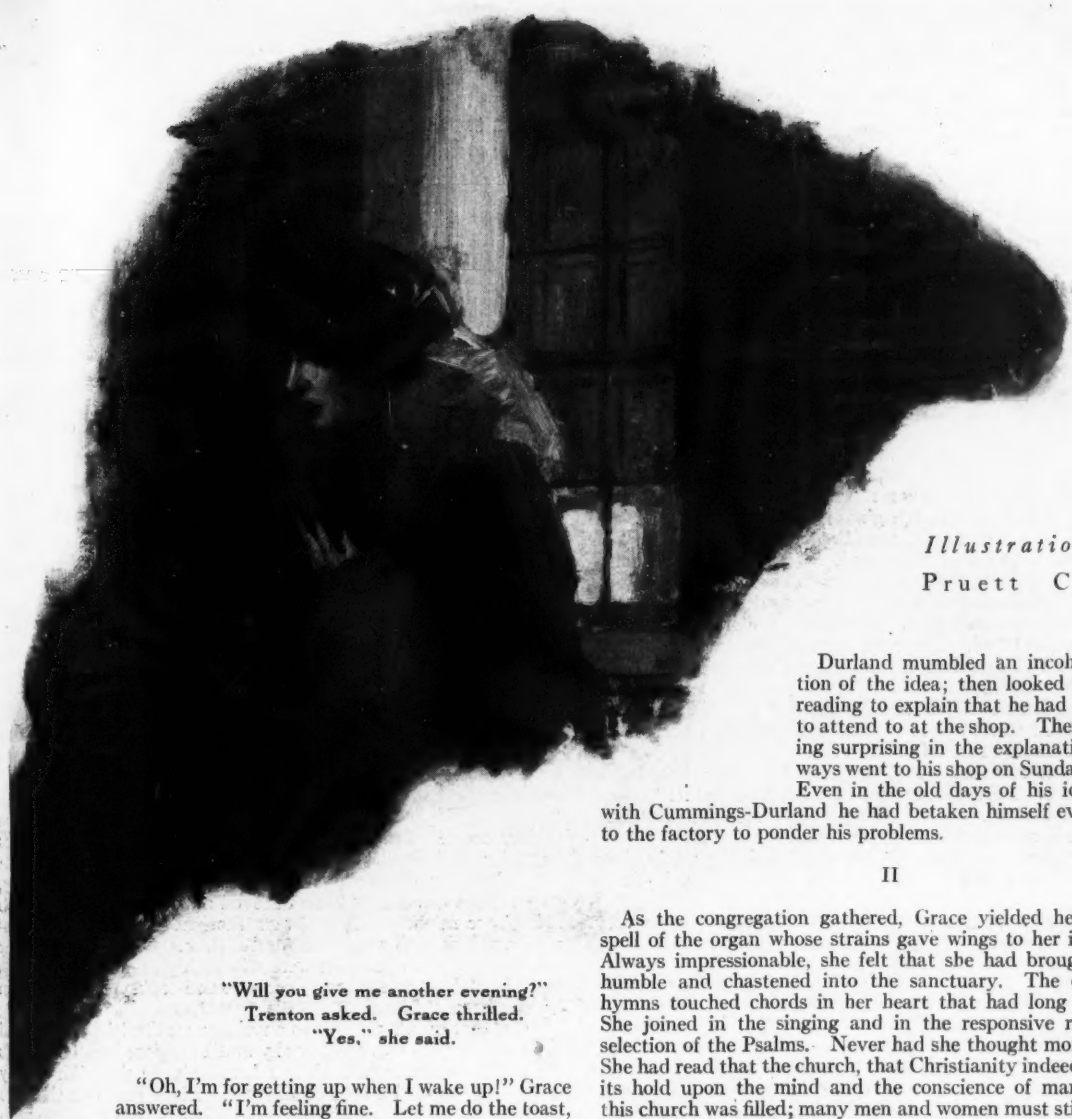 Illustratio
Pruett C
Durland mumbled an incoh
tion of the idea; then looked
reading to explain that he had
to attend to at the shop. The
ing surprising in the explanati
ways went to his shop on Sunda
Even in the old days of his i
with Cummings-Durland he had betaken himself ev
to the factory to ponder his problems.
II
As the congregation gathered, Grace yielded he
spell of the organ whose strains gave wings to her i
Always impressionable, she felt that she had broug
humble and chastened into the sanctuary. The
hymns touched chords in her heart that had long
She joined in the singing and in the responsive r
selection of the Psalms. Never had she thought mo
She had read that the church, that Christianity indee
its hold upon the mind and the conscience of ma
this church was filled; many men and women must sti
"Will you give me another evening?"
Trenton asked. Grace thrilled.
"Yes," she said.
"Oh, I'm for getting up when I wake up!" Grace
answered. "I'm feeling fine. Let me do the toast,